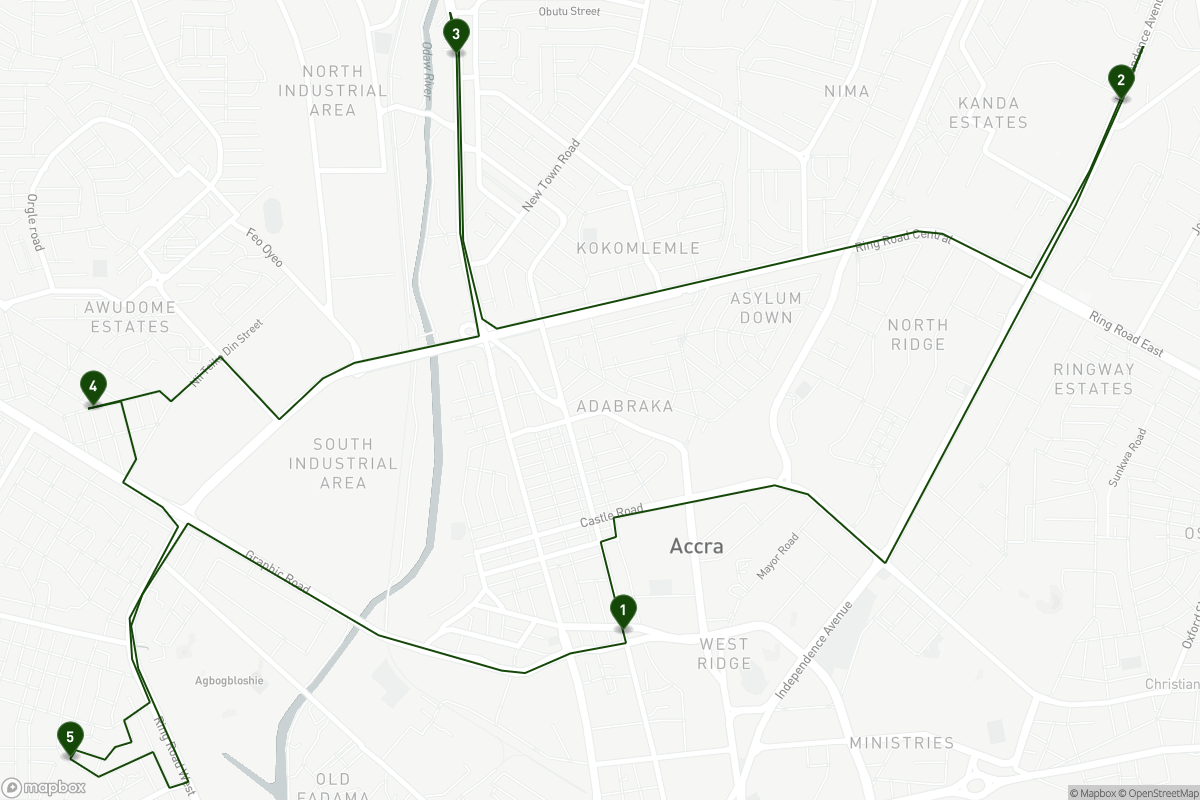 Obutu Street
3
Odaw River
2
NORTH
INDUSTRIAL
AREA
NIMA
KANDA
ESTATES
New Town Road
Orgle road
Feo Oyeo
KOKOMLEMLE
Ring Road Central
AWUDOME
ESTATES
ASYLUM
DOWN
NORTH
RIDGE
Ring Road East
RINGWAY
ESTATES
4
ADABRAKA
SOUTH
INDUSTRIAL
AREA
Sunkwa Road
Castle Road
Accra
Mayor Road
Graphic Road
1
WEST
RIDGE
Independence Avenue
Agbogbloshie
Christian
5
Ring Road West
MINISTRIES
OLD
FADAMA
mapbox
© Mapbox © OpenStreetMap